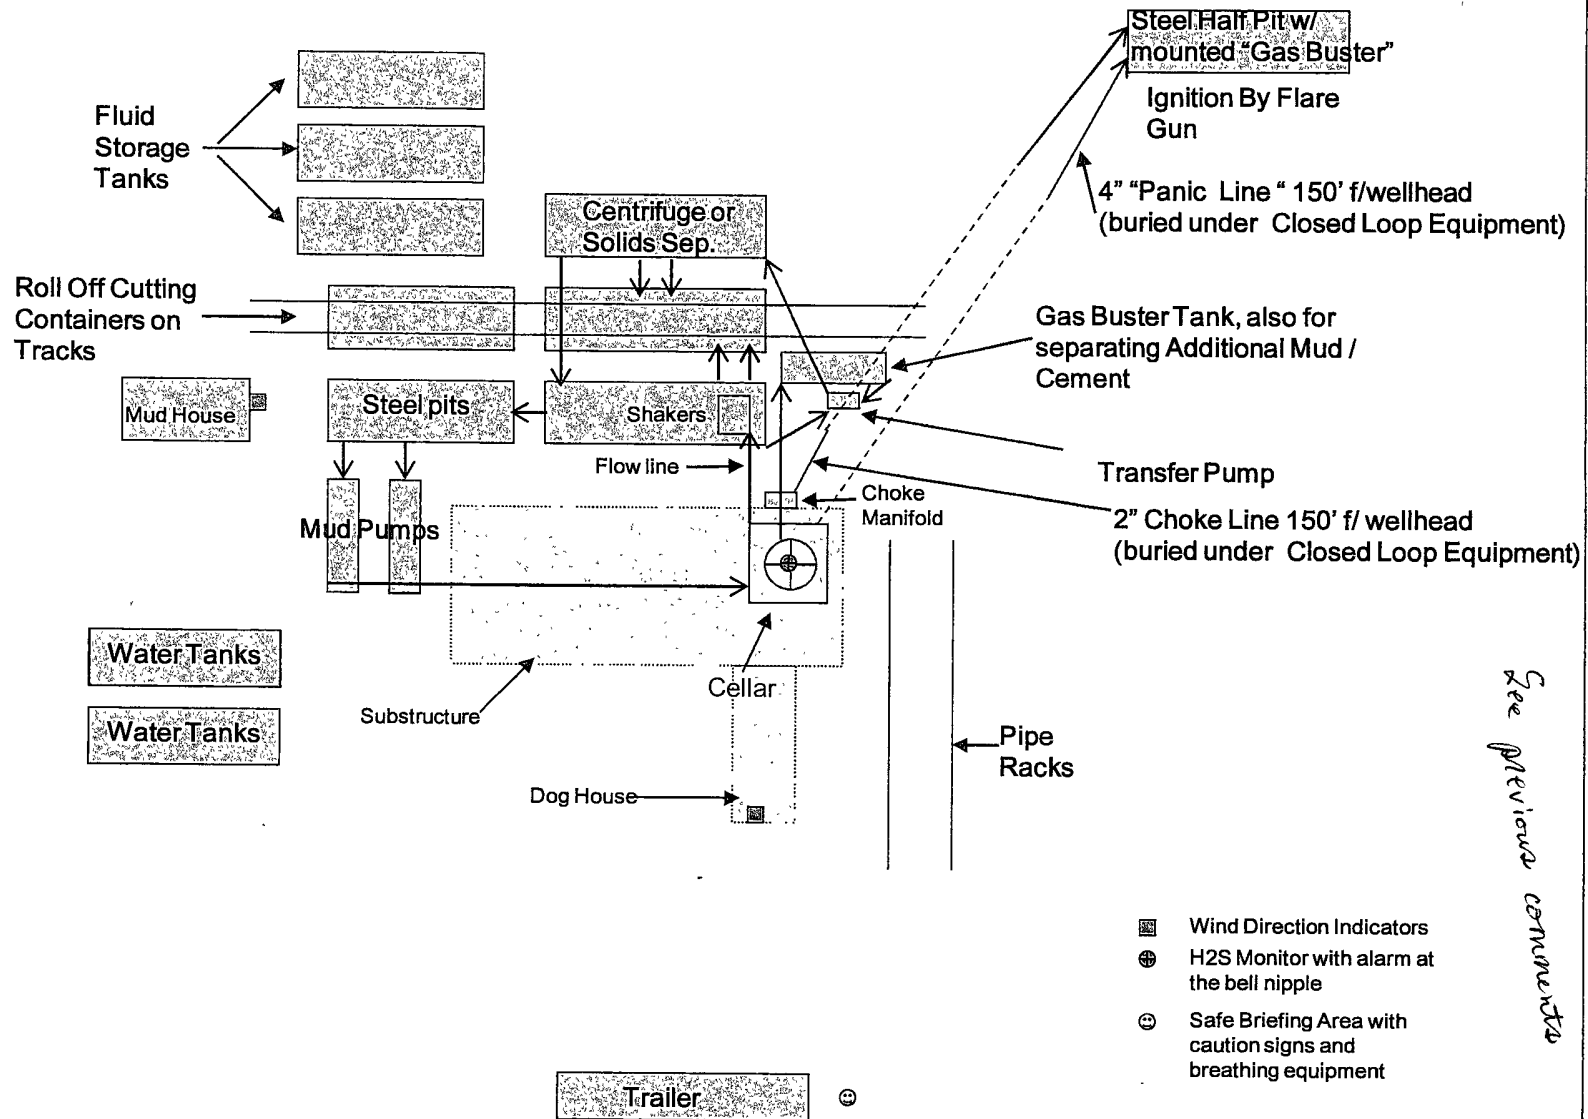 Steel Half Pit w/
mounted "Gas Buster"
Ignition By Flare
Gun
Fluid
Storage
Tanks
4" "Panic Line " 150' f/wellhead
(buried under Closed Loop Equipment)
Centrifuge or
Solids Sep.
Roll Off Cutting
Containers on
Tracks
Gas Buster Tank, also for
separating Additional Mud /
Cement
Mud House
Steel pits
Shakers
Flow line
Transfer Pump
Choke
Manifold
2" Choke Line 150' f/ wellhead
(buried under Closed Loop Equipment)
Mud Pumps
Water Tanks
Water Tanks
Substructure
Cellar
Pipe
Racks
Dog House
See previous comments
Wind Direction Indicators
H2S Monitor with alarm at
the bell nipple
Safe Briefing Area with
caution signs and
breathing equipment
Trailer